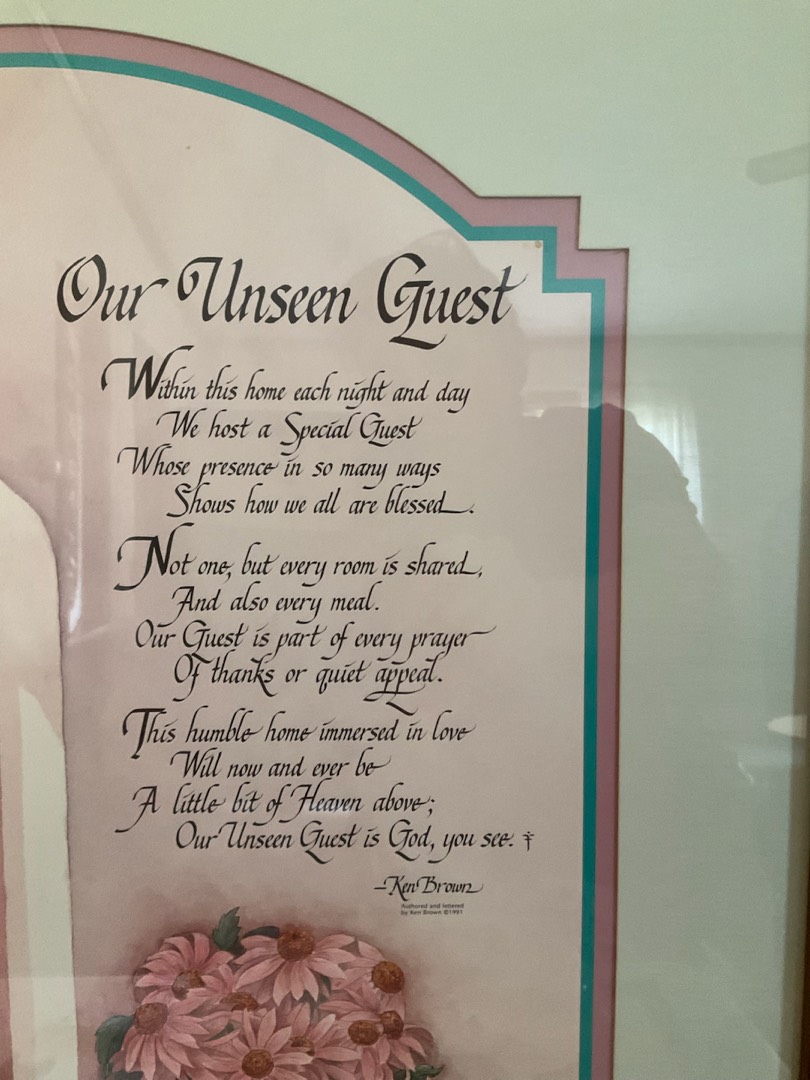 Our Unseen Guest
Within this home each night and day
We host a Special Guest
Whose presence in so many ways
Shows how we all are blessed.
Not one, but every room is shared,
And also every meal.
Our Guest is part of every prayer
Of thanks or quiet appeal.
This humble home immersed in love
Will now and ever be
A little bit of Heaven above;
Our Unseen Guest is God, you see.
—Ken Brown
Authored and lettered
by Ken Brown ©1991